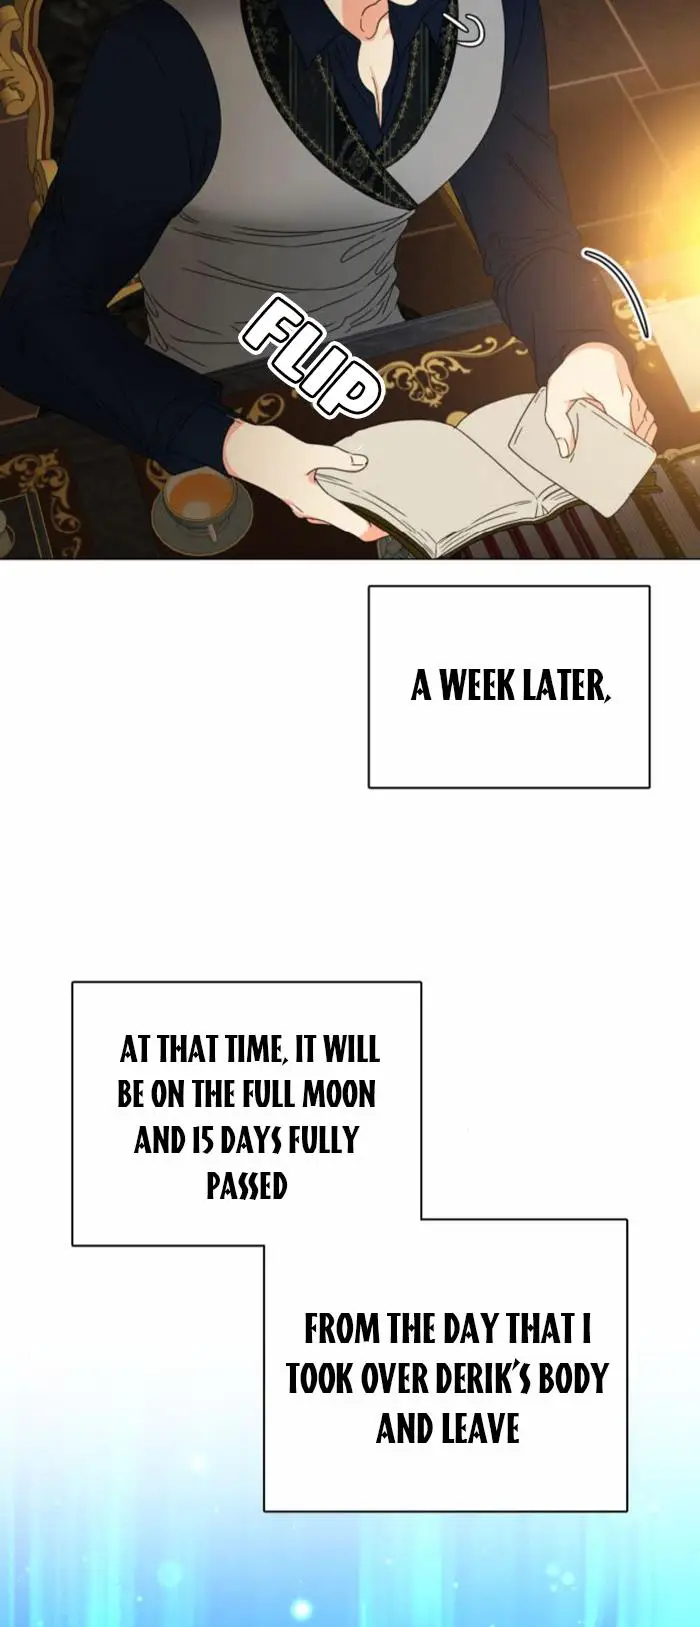 FLIP
A WEEK LATER,
AT THAT TIME, IT WILL
BE ON THE FULL MOON
AND 15 DAYS FULLY
PASSED
FROM THE DAY THAT I
TOOK OVER DERIK'S BODY
AND LEAVE